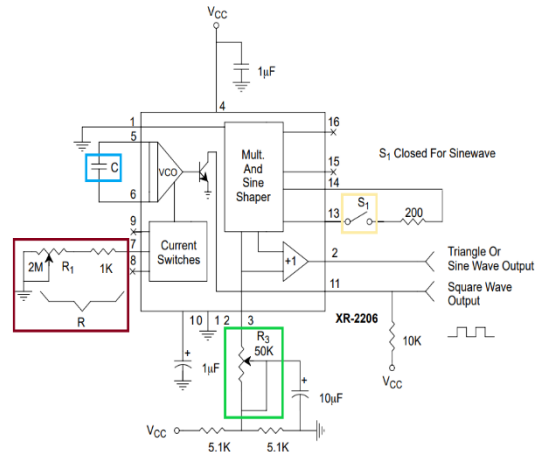 VCC
1μF
4
1
16
5
15
VCO
Mult.
And
Sine
Shaper
S1 Closed For Sinewave
C
14
6
S1
200
13
9
Current
Switches
7
2M
R1
1K
8
+1
2
Triangle Or
Sine Wave Output
11
Square Wave
Output
R
10
1 2
3
XR-2206
R3
50K
10K
+
1μF
+
10μF
VCC
VCC
5.1K
5.1K